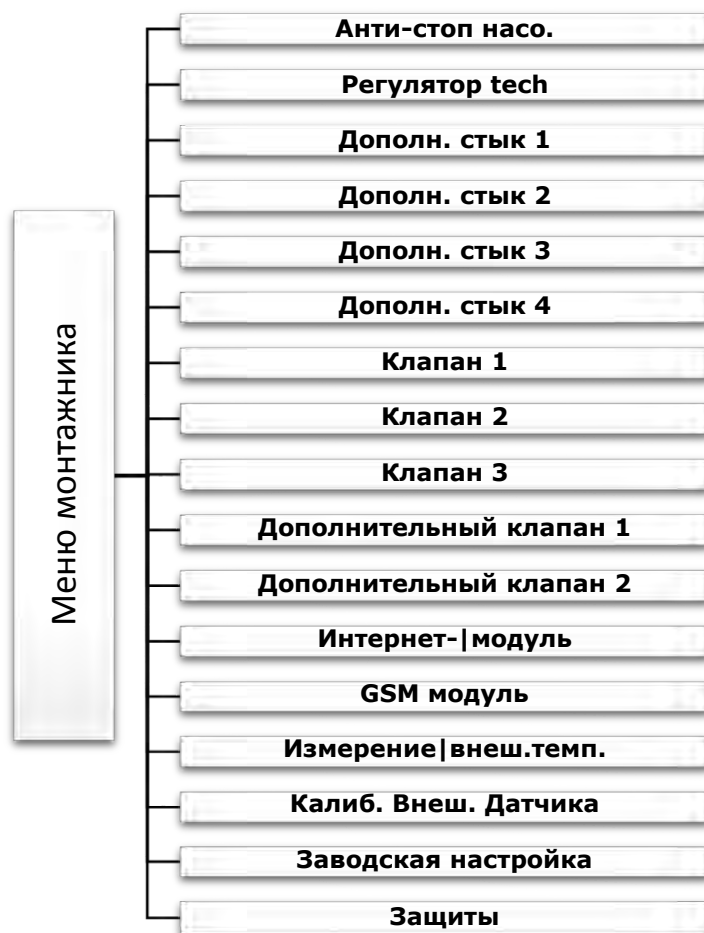 Меню монтажника
Анти-стоп насо.
Регулятор tech
Дополн. стык 1
Дополн. стык 2
Дополн. стык 3
Дополн. стык 4
Клапан 1
Клапан 2
Клапан 3
Дополнительный клапан 1
Дополнительный клапан 2
Интернет-|модуль
GSM модуль
Измерение|внеш.темп.
Калиб. Внеш. Датчика
Заводская настройка
Защиты